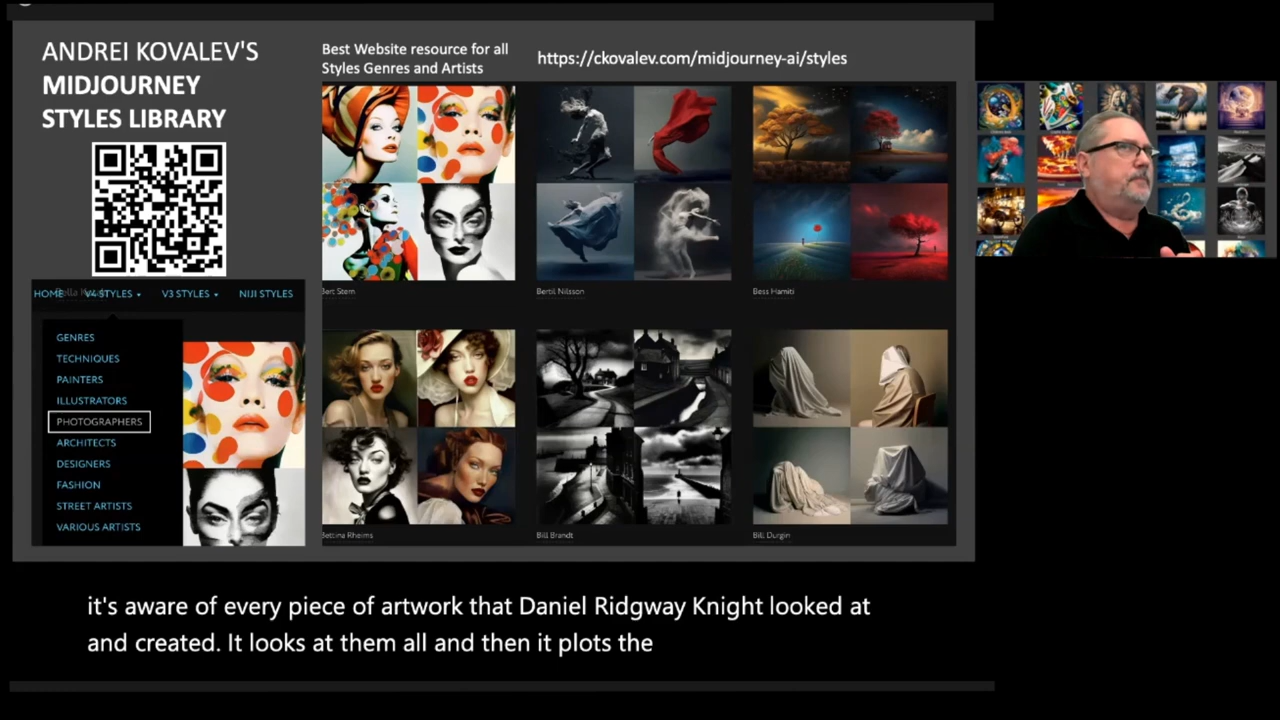 ANDREI KOVALEV'S
MIDJOURNEY
STYLES LIBRARY
Best Website resource for all
Styles Genres and Artists
https://ckovalev.com/midjourney-ai/styles
HOME
V4 STYLES
V3 STYLES
NIJI STYLES
GENRES
TECHNIQUES
PAINTERS
ILLUSTRATORS
PHOTOGRAPHERS
ARCHITECTS
DESIGNERS
FASHION
STREET ARTISTS
VARIOUS ARTISTS
Bert Stern
Bertil Nilsson
Bess Hamiti
Bettina Rheims
Bill Brandt
Bill Durgin
it's aware of every piece of artwork that Daniel Ridgway Knight looked at
and created. It looks at them all and then it plots the